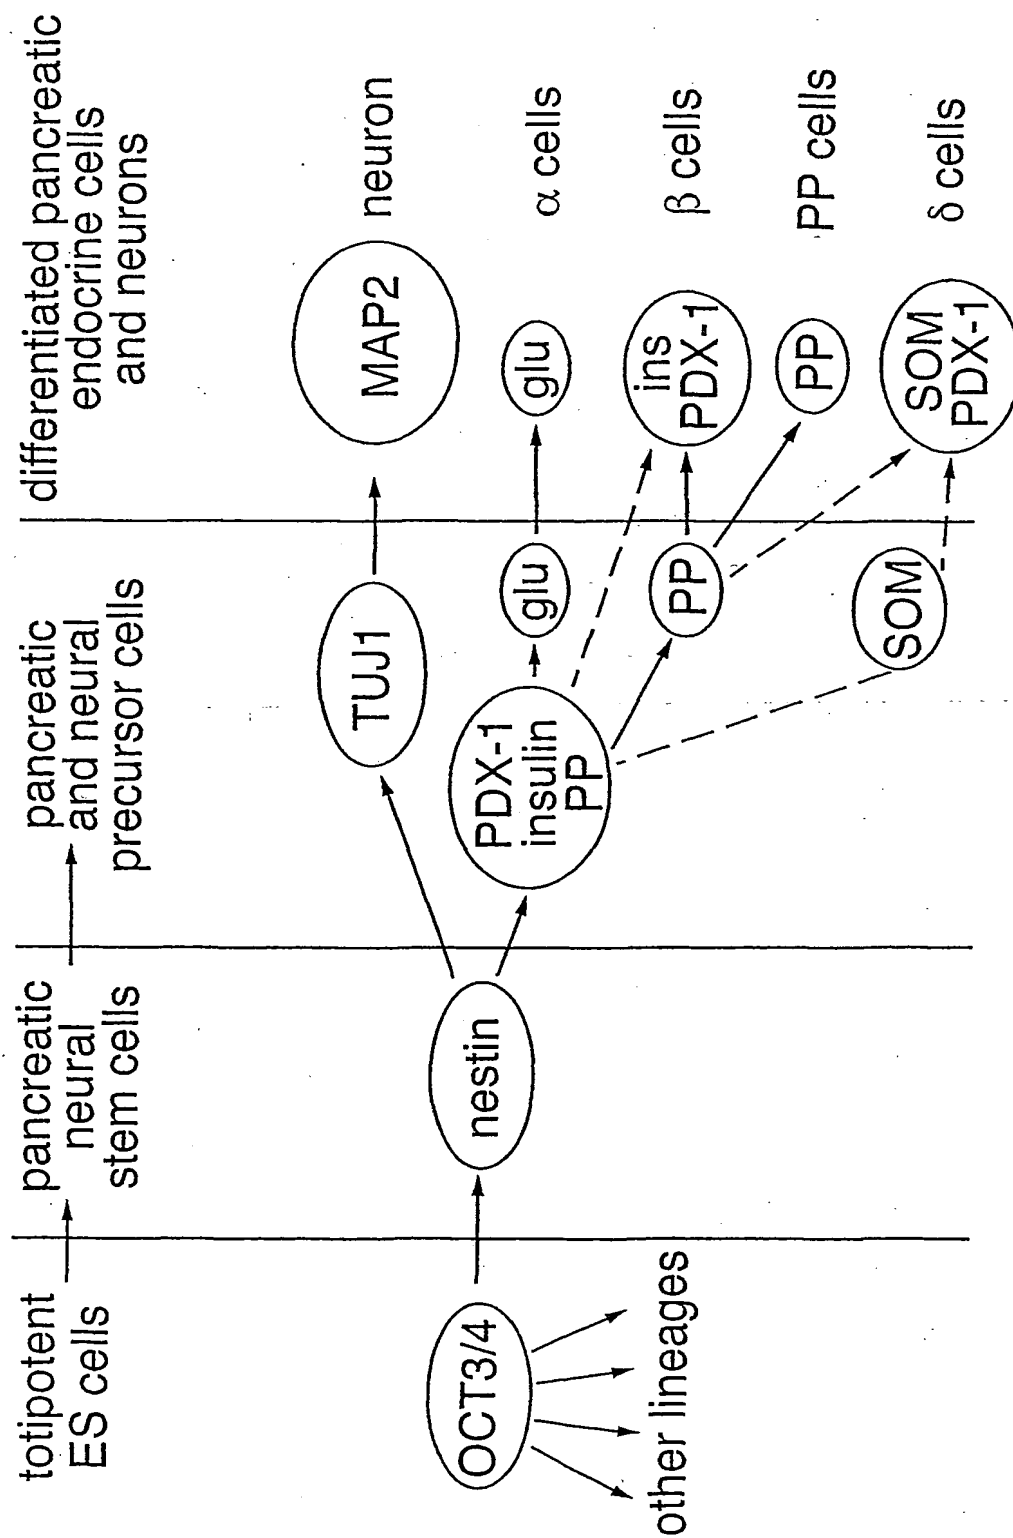 totipotent
ES cells
pancreatic
neural
stem cells
pancreatic
and neural
precursor cells
differentiated pancreatic
endocrine cells
and neurons
OCT3/4
other lineages
nestin
TUJ1
PDX-1
insulin
PP
glu
PP
SOM
MAP2
neuron
glu
α cells
ins
PDX-1
β cells
PP
PP cells
SOM
PDX-1
δ cells